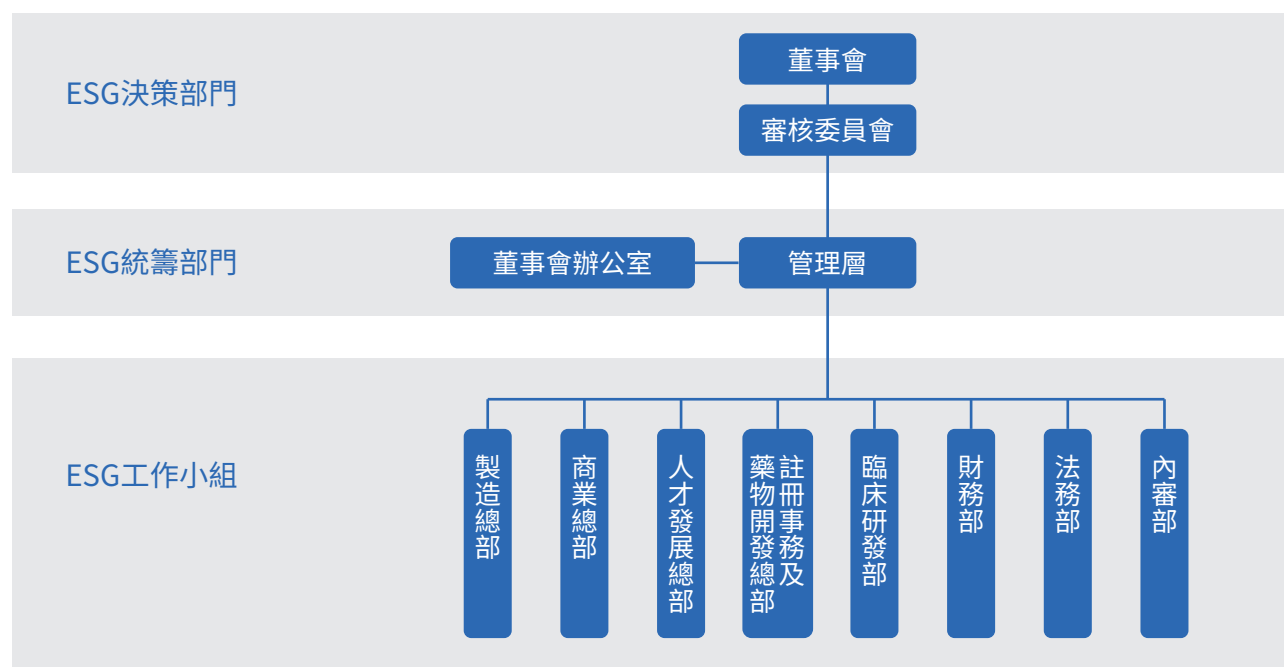 ESG決策部門
董事會
審核委員會
ESG統籌部門
董事會辦公室
管理層
ESG工作小組
製造總部
商業總部
人才發展總部
註冊事務及
藥物開發總部
臨床研發部
財務部
法務部
內審部